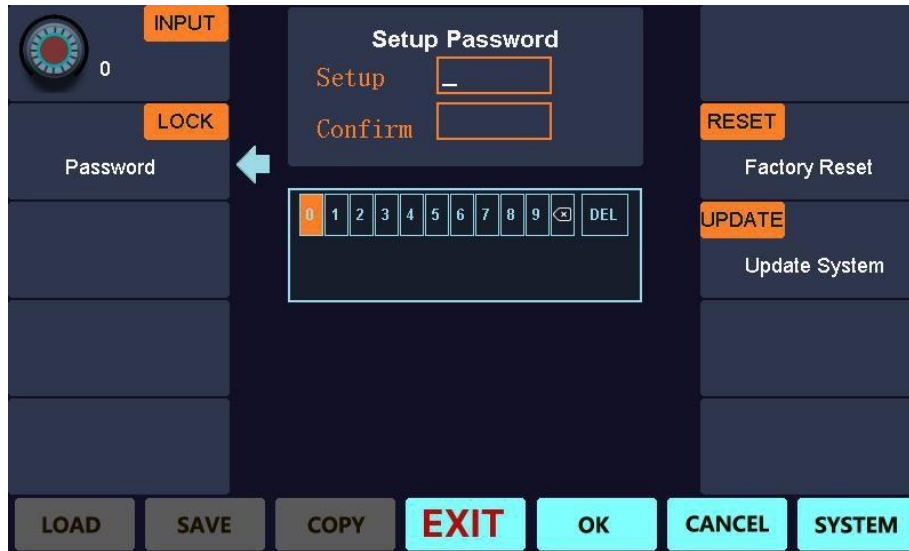 INPUT
0
Setup Password
Setup _
Confirm
LOCK
Password
RESET
Factory Reset
0 1 2 3 4 5 6 7 8 9 DEL
UPDATE
Update System
LOAD SAVE COPY EXIT OK CANCEL SYSTEM